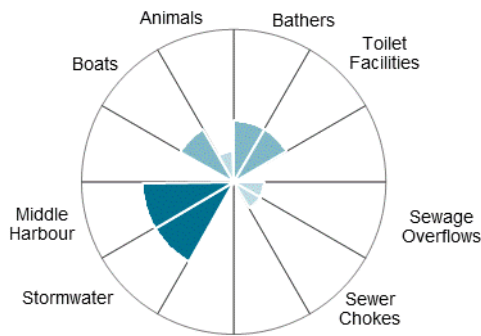 Animals
Bathers
Toilet
Facilities
Boats
Middle
Harbour
Sewage
Overflows
Stormwater
Sewer
Chokes